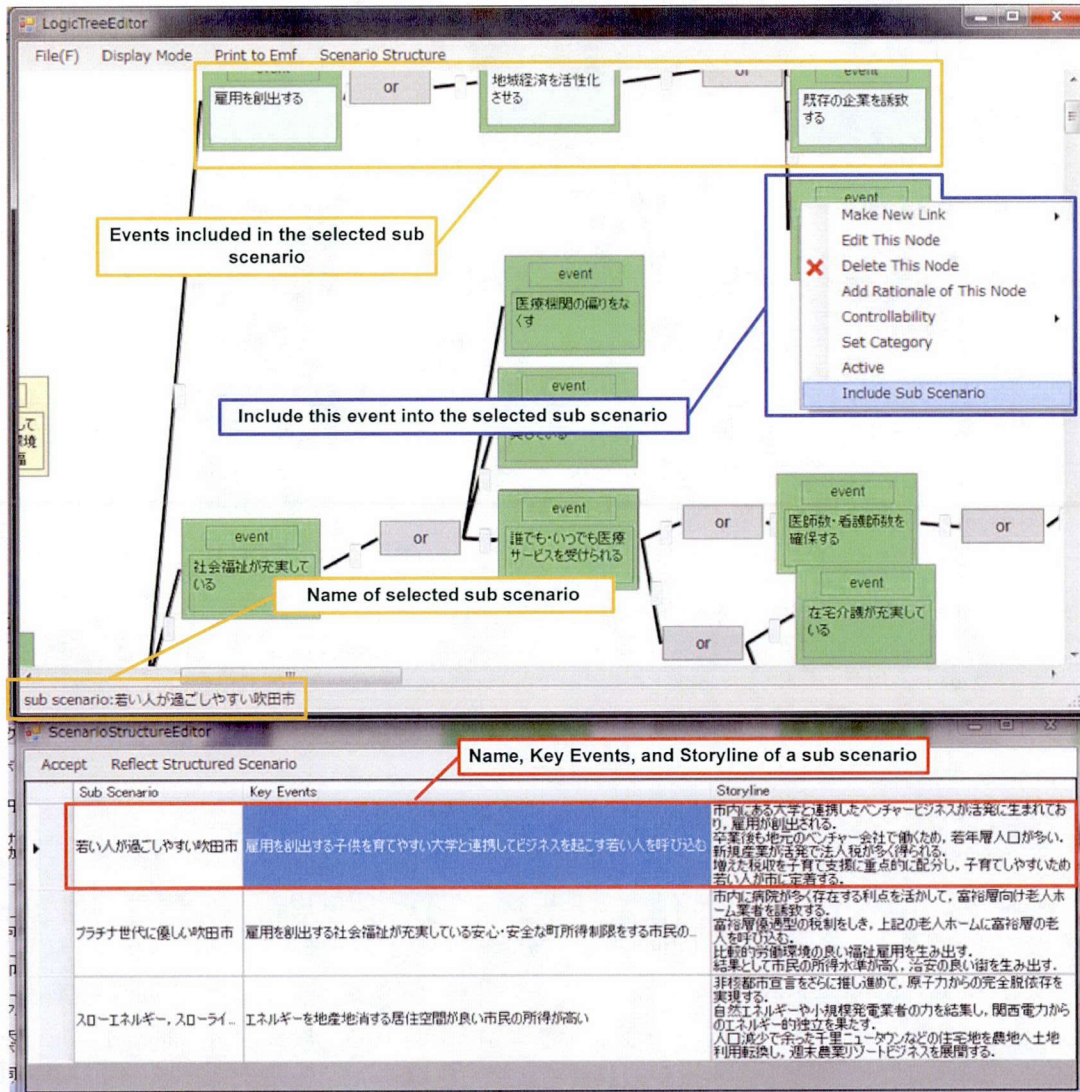 LogicTreeEditor
File(F) Display Mode Print to Emf Scenario Structure
event
雇用を創出する
or
地域経済を活性化
させる
or
event
既存の企業を誘致
する
Events included in the selected sub
scenario
event
Make New Link
Edit This Node
Delete This Node
Add Rationale of This Node
Controllability
Set Category
Active
Include Sub Scenario
event
医療機関の偏りをな
くす
event
Include this event into the selected sub scenario
実している
して
環境
福
event
社会福祉が充実して
いる
or
event
誰でも・いつでも医療
サービスを受けられる
or
event
医師数・看護師数を
確保する
or
Name of selected sub scenario
event
在宅介護が充実して
いる
or
sub scenario:若い人が過ごしやすい吹田市
ScenarioStructureEditor
Name, Key Events, and Storyline of a sub scenario
Accept Reflect Structured Scenario
Sub Scenario Key Events Storyline
若い人が過ごしやすい吹田市 雇用を創出する子供を育てやすい大学と連携してビジネスを起こす若い人を呼び込む
市内にある大学と連携したベンチャービジネスが活発に生まれてお
り，雇用が創出される．
卒業後も地元のベンチャー会社で働くため，若年層人口が多い．
新規産業が活発で法人税が多く得られる．
増えた税収を子育て支援に重点的に配分し，子育てしやすいため
若い人が市に定着する．
プラチナ世代に優しい吹田市 雇用を創出する社会福祉が充実している安心・安全な町所得制限をする市民の...
市内に病院が多く存在する利点を活かして，富裕層向け老人ホ
ーム業者を誘致する．
富裕層優遇型の税制をしき，上記の老人ホームに富裕層の老
人を呼び込む．
比較的労働環境の良い福祉雇用を生み出す．
結果として市民の所得水準が高く，治安の良い街を生み出す．
スローエネルギー，スローライ... エネルギーを地産地消する居住空間が良い市民の所得が高い
非核都市宣言をさらに推し進めて，原子力からの完全脱依存を
実現する．
自然エネルギーや小規模発電業者の力を結集し，関西電力から
のエネルギー的独立を果たす．
人口減少で余った千里ニュータウンなどの住宅地を農地へ土地
利用転換し，週末農業リゾートビジネスを展開する．